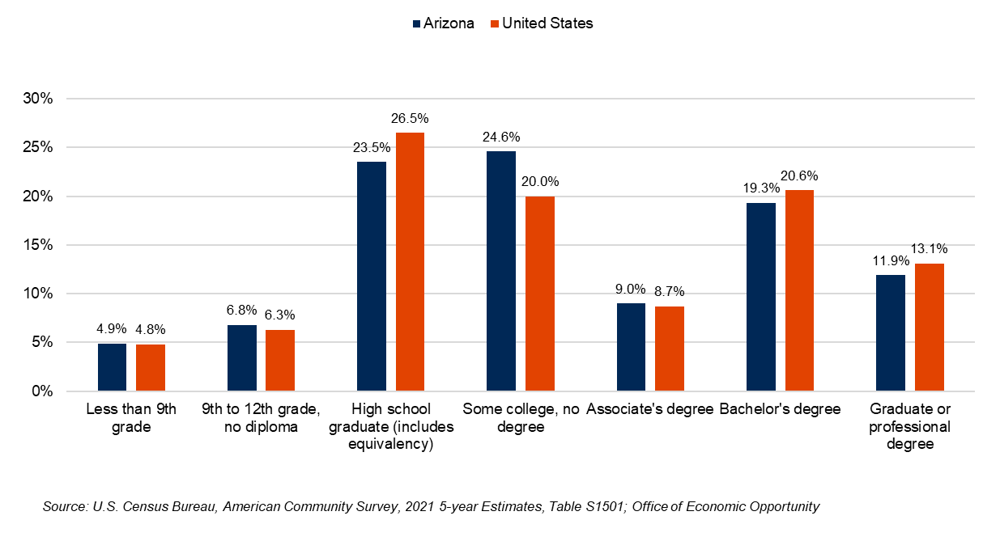 Arizona United States
30%
25%
20%
15%
10%
5%
0%
4.9% 4.8%
6.8% 6.3%
23.5% 26.5%
24.6% 20.0%
9.0% 8.7%
19.3% 20.6%
11.9% 13.1%
Less than 9th
grade
9th to 12th grade,
no diploma
High school
graduate (includes
equivalency)
Some college, no
degree
Associate's degree
Bachelor's degree
Graduate or
professional
degree
Source: U.S. Census Bureau, American Community Survey, 2021 5-year Estimates, Table S1501; Office of Economic Opportunity